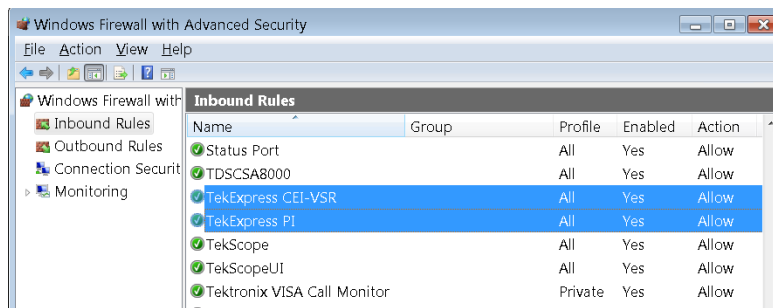 Windows Firewall with Advanced Security
File Action View Help
Windows Firewall with
Inbound Rules
Outbound Rules
Connection Securit
Monitoring
Inbound Rules
Name Group Profile Enabled Action
Status Port All Yes Allow
TDSCSA8000 All Yes Allow
TekExpress CEI-VSR All Yes Allow
TekExpress PI All Yes Allow
TekScope All Yes Allow
TekScopeUI All Yes Allow
Tektronix VISA Call Monitor Private Yes Allow